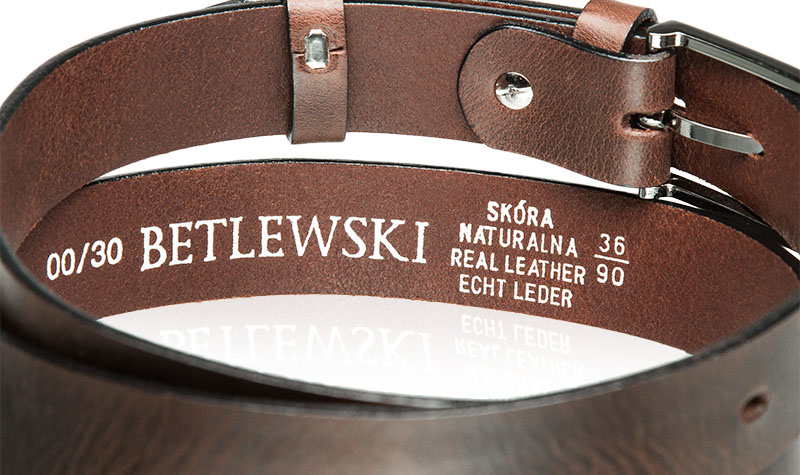 00/30 BETLEWSKI
SKÓRA
NATURALNA
REAL LEATHER
ECHT LEDER
36
90